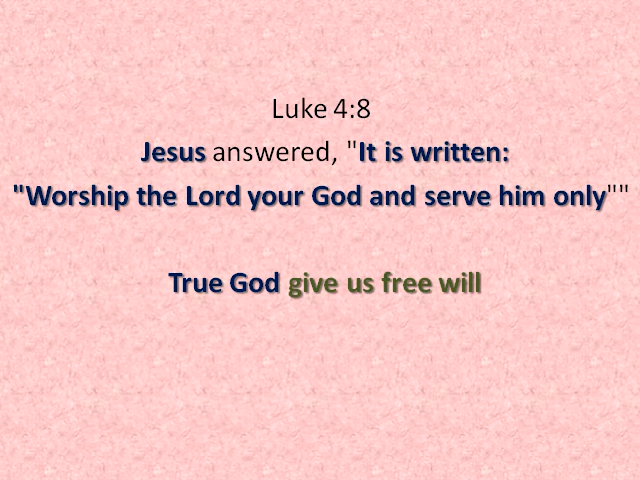 Luke 4:8
Jesus answered, "It is written:
"Worship the Lord your God and serve him only""
True God give us free will